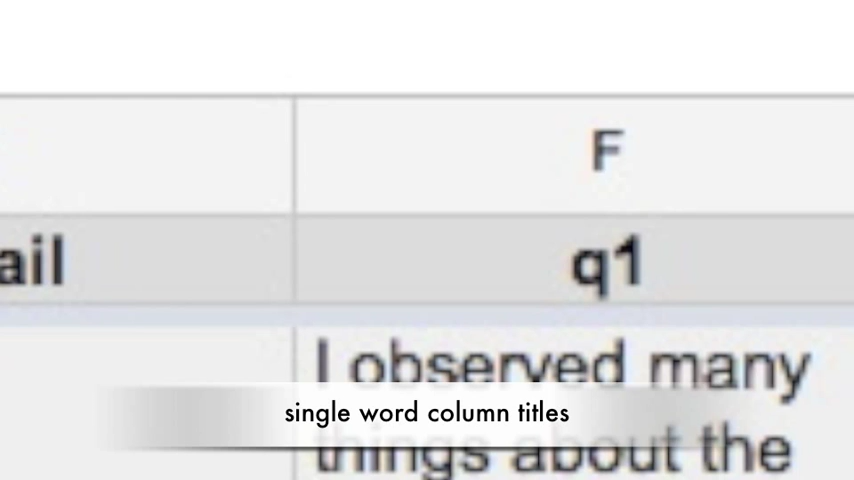 F
ail
q1
I observed many
single word column titles
things about the